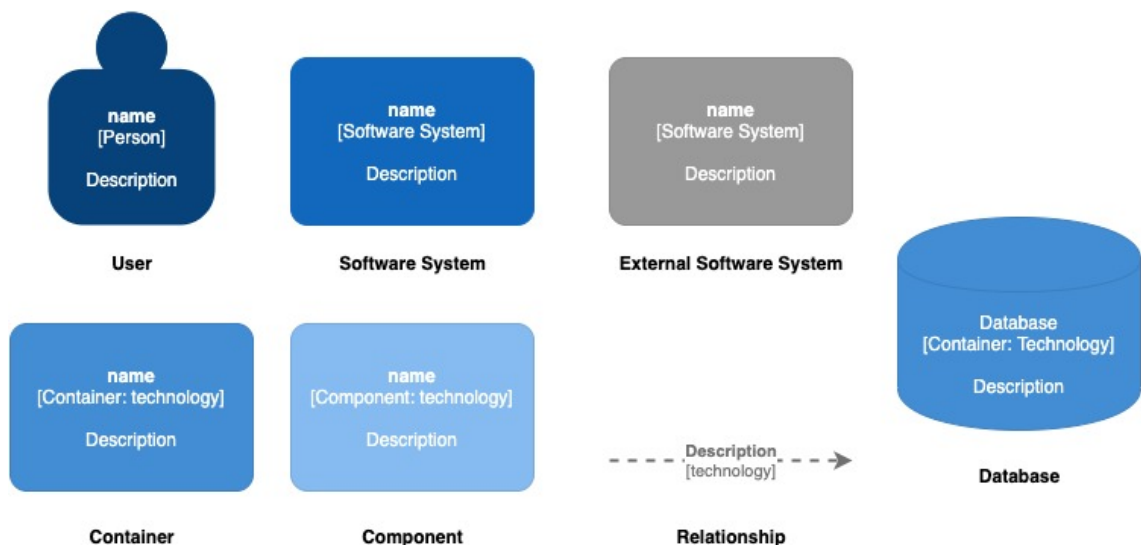 name
[Person]
Description
User
name
[Software System]
Description
Software System
name
[Software System]
Description
External Software System
name
[Container: technology]
Description
Container
name
[Component: technology]
Description
Component
Description
[technology]
Relationship
Database
[Container: Technology]
Description
Database